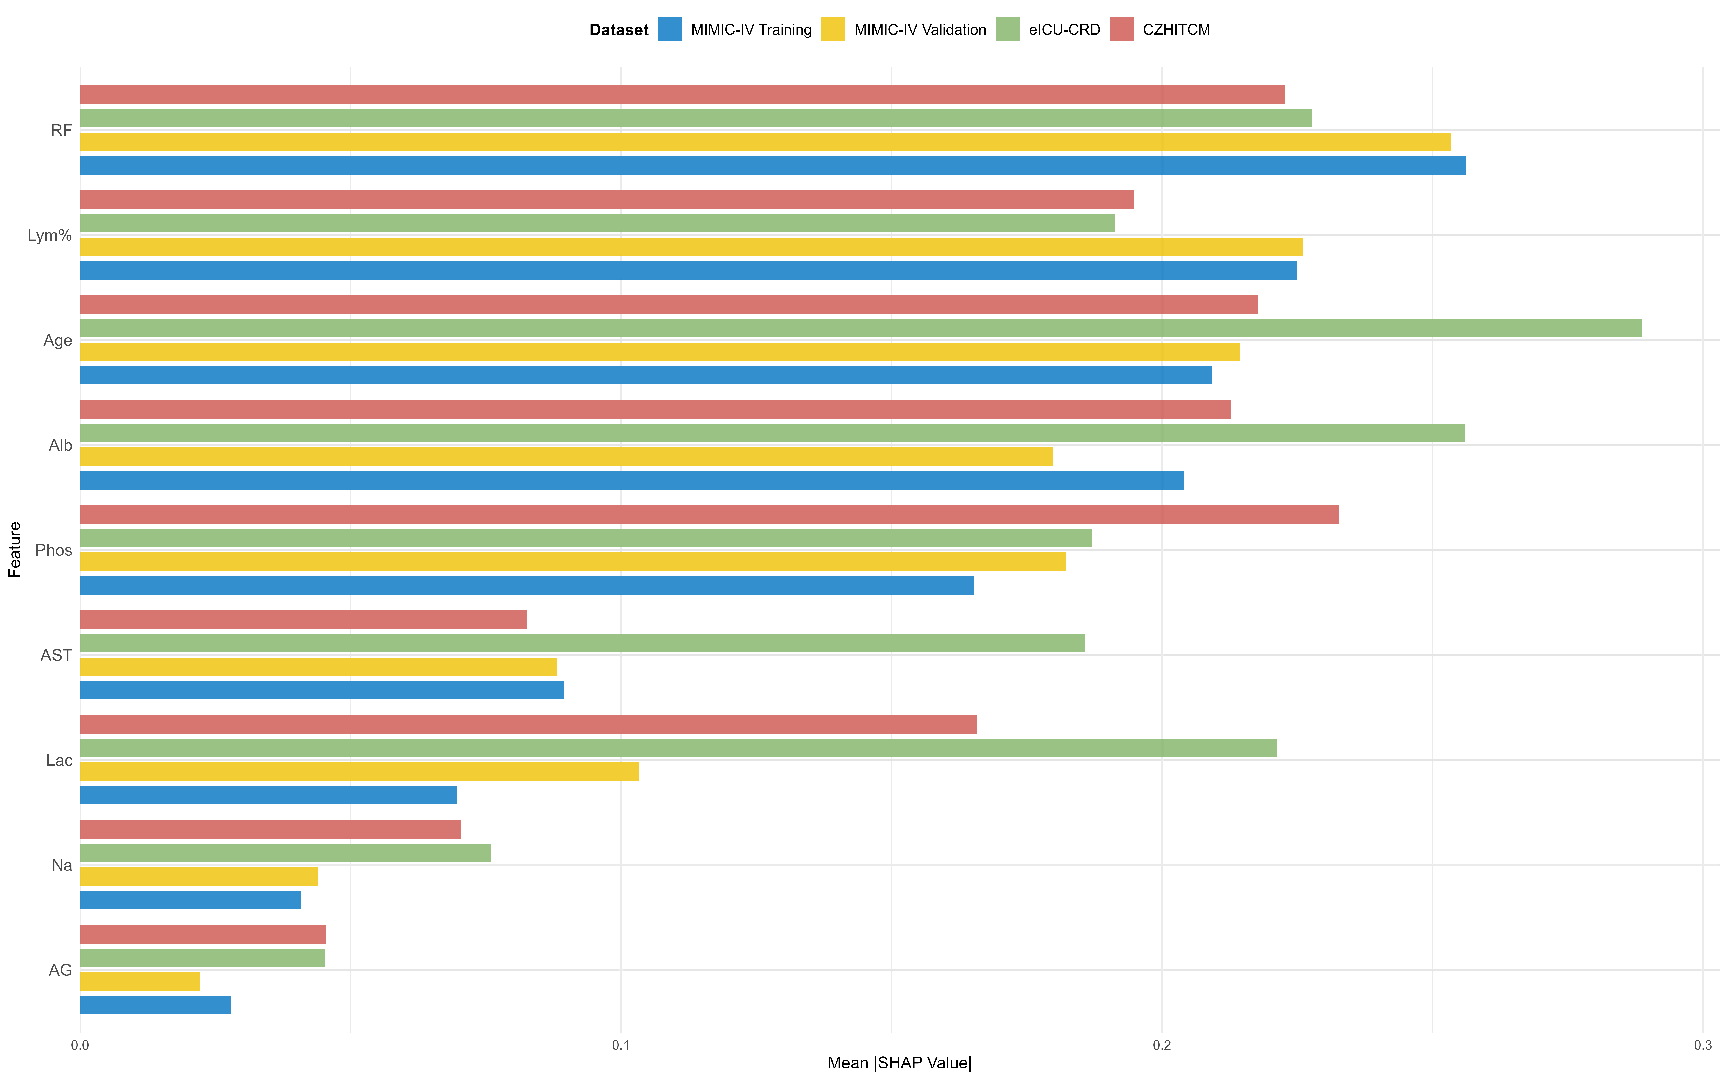 Dataset MIMIC-IV Training MIMIC-IV Validation eICU-CRD CZHITCM
RF
Lym%
Age
Alb
Phos
AST
Lac
Na
AG
Feature
0.0 0.1 0.2 0.3
Mean |SHAP Value|